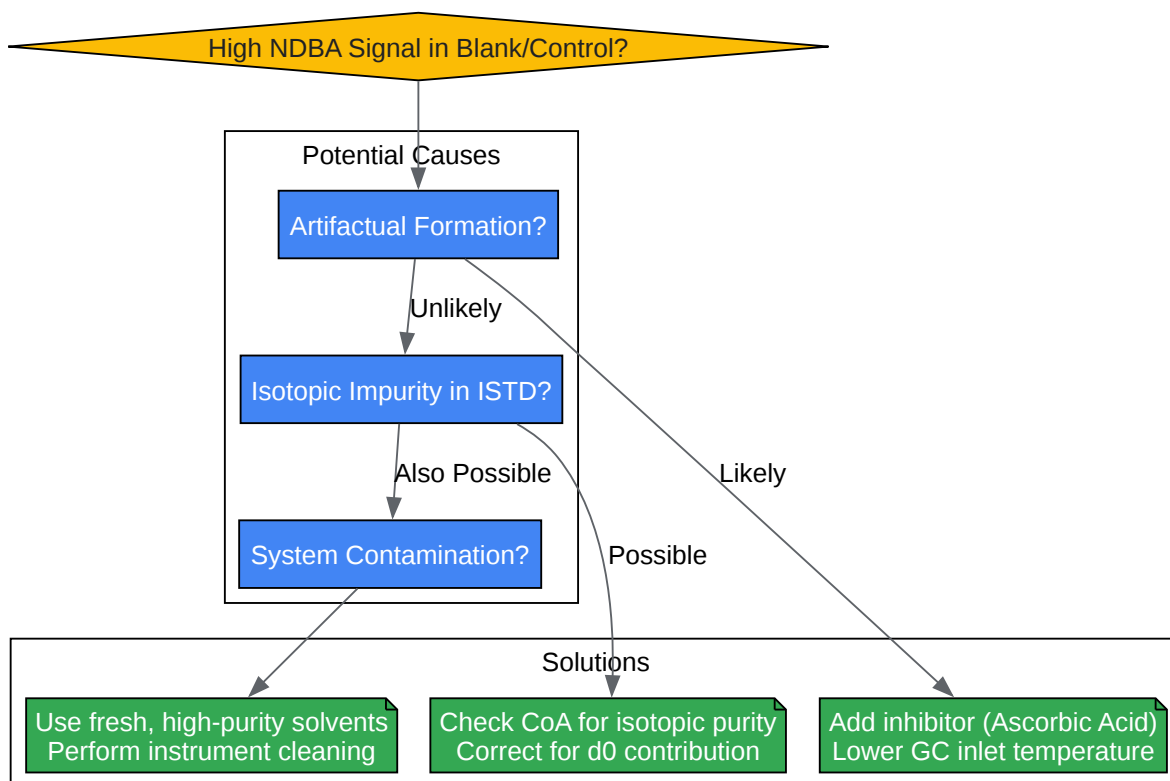 High NDBA Signal in Blank/Control?
Potential Causes
Artifactual Formation?
Unlikely
Isotopic Impurity in ISTD?
Also Possible
Likely
System Contamination?
Possible
Solutions
Use fresh, high-purity solvents
Perform instrument cleaning
Check CoA for isotopic purity
Correct for d0 contribution
Add inhibitor (Ascorbic Acid)
Lower GC inlet temperature